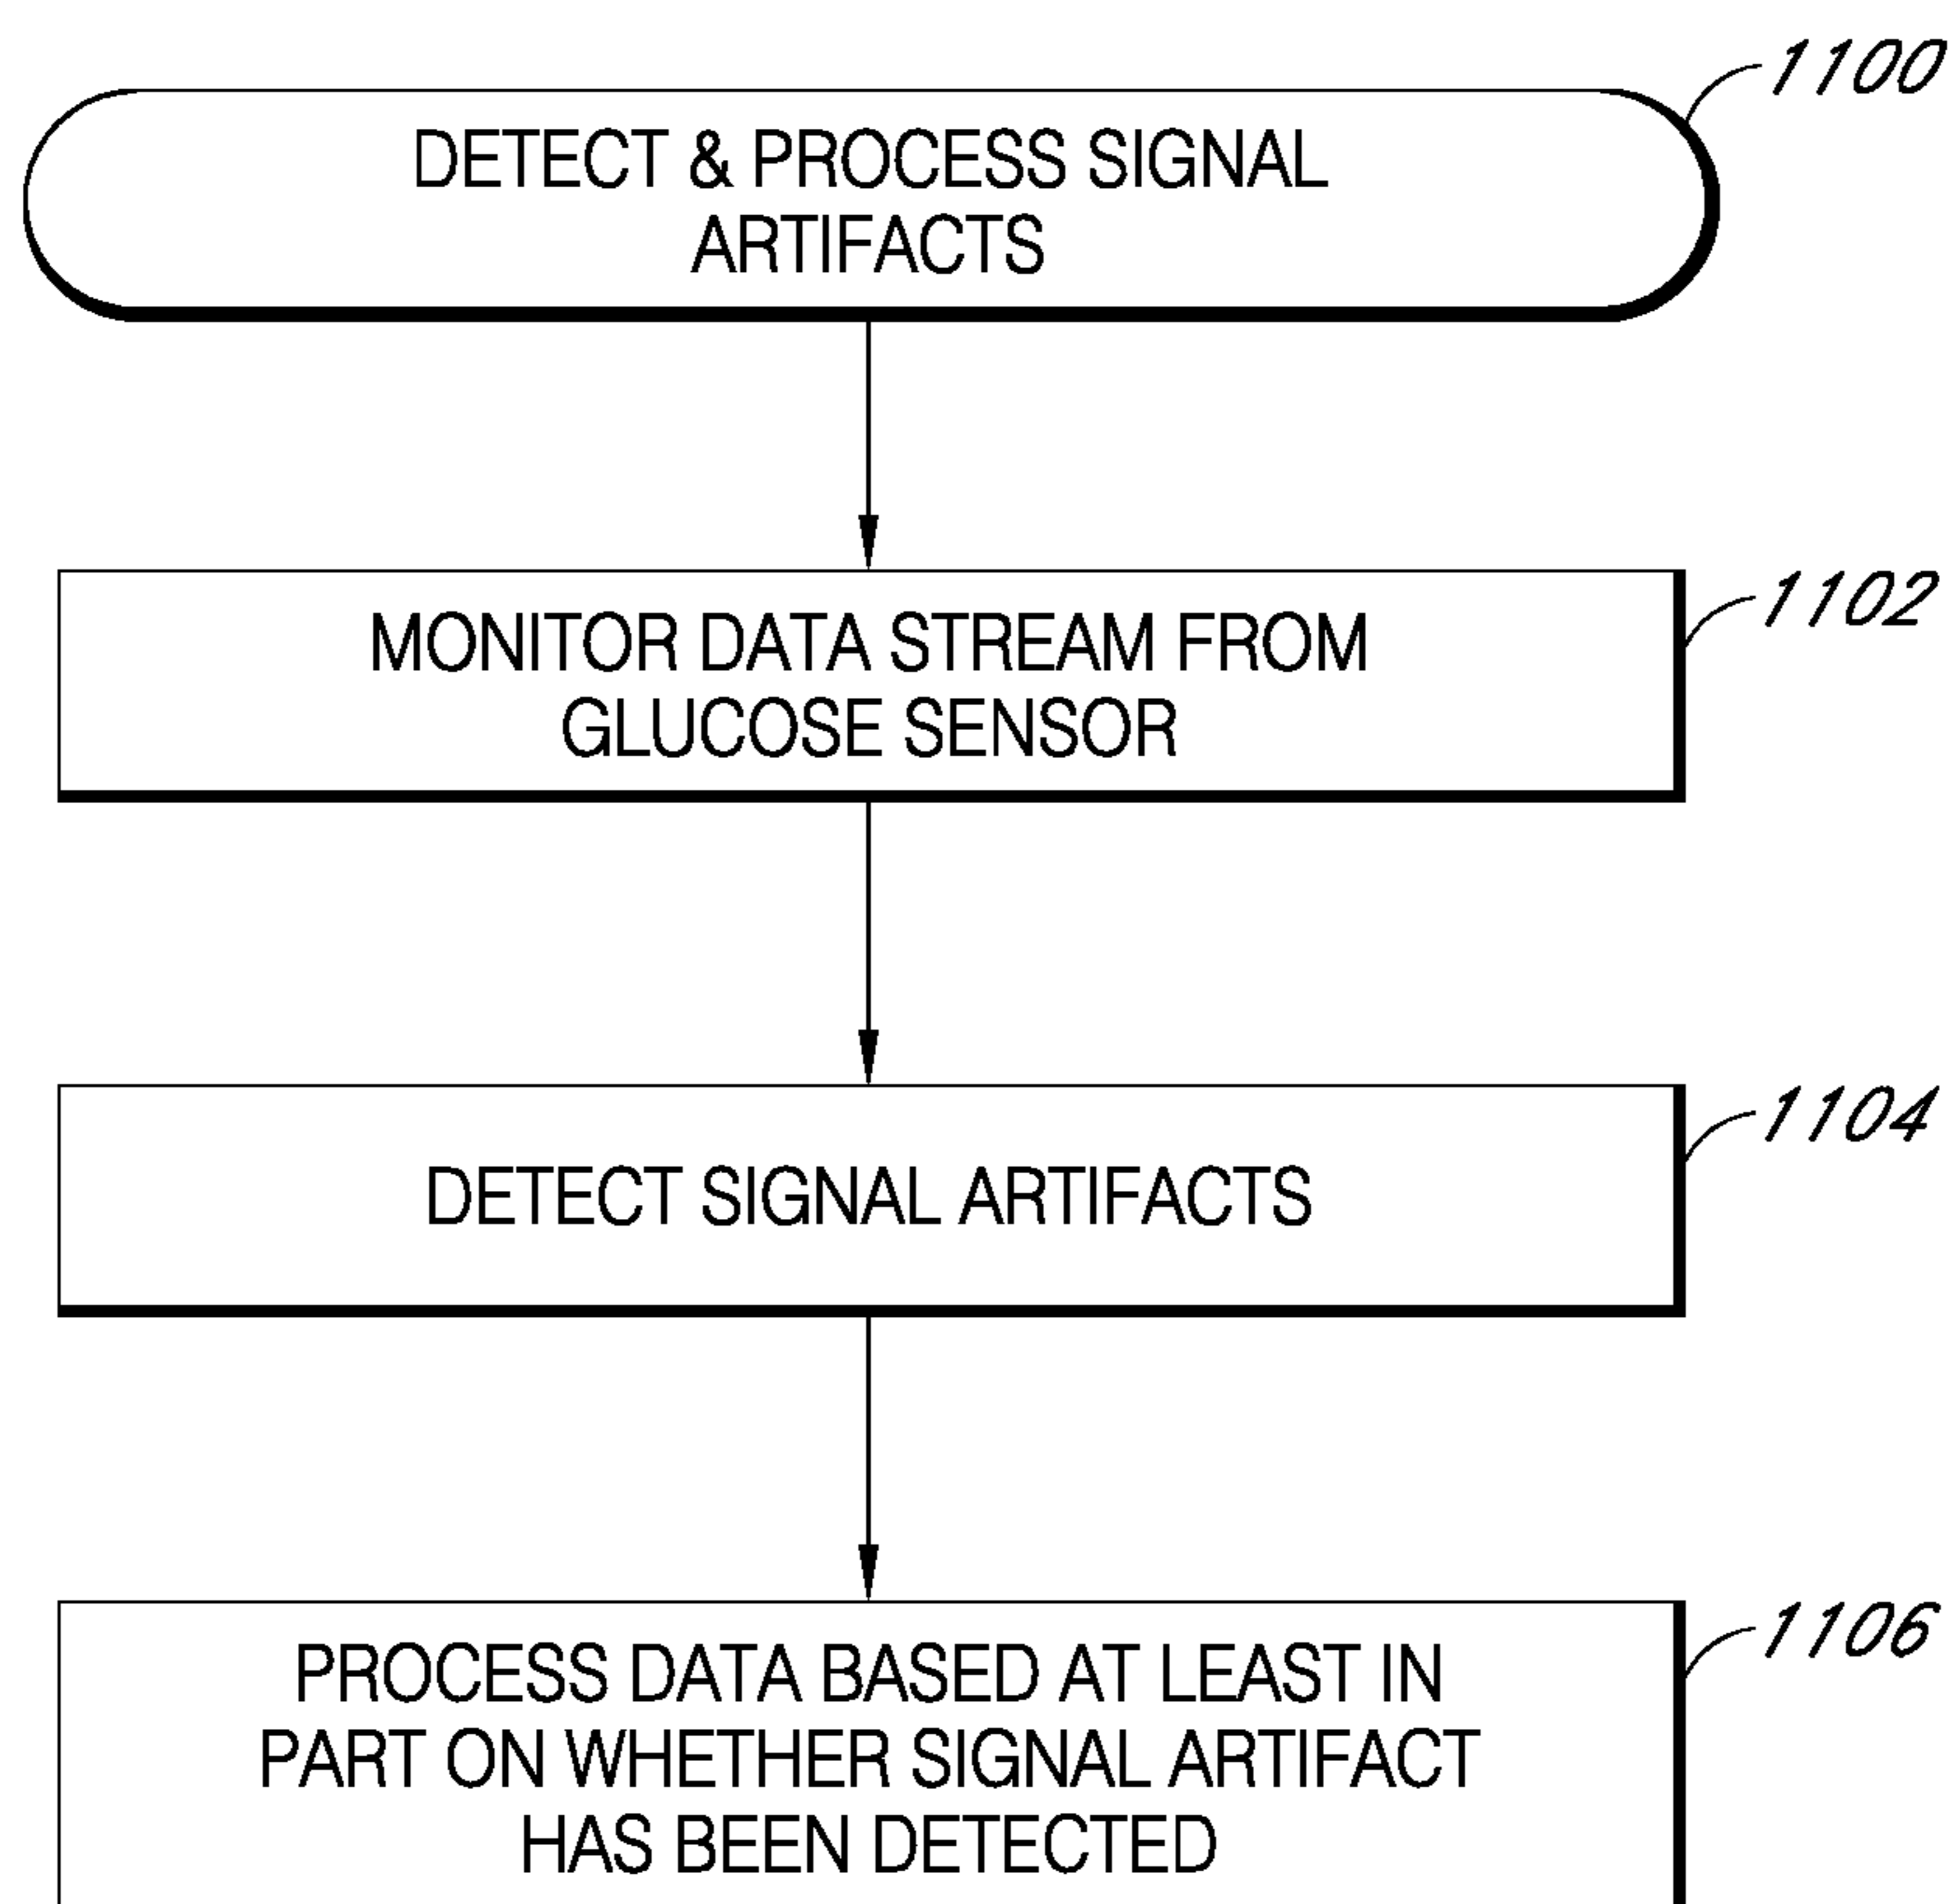 1100
DETECT & PROCESS SIGNAL
ARTIFACTS
1102
MONITOR DATA STREAM FROM
GLUCOSE SENSOR
1104
DETECT SIGNAL ARTIFACTS
1106
PROCESS DATA BASED AT LEAST IN
PART ON WHETHER SIGNAL ARTIFACT
HAS BEEN DETECTED